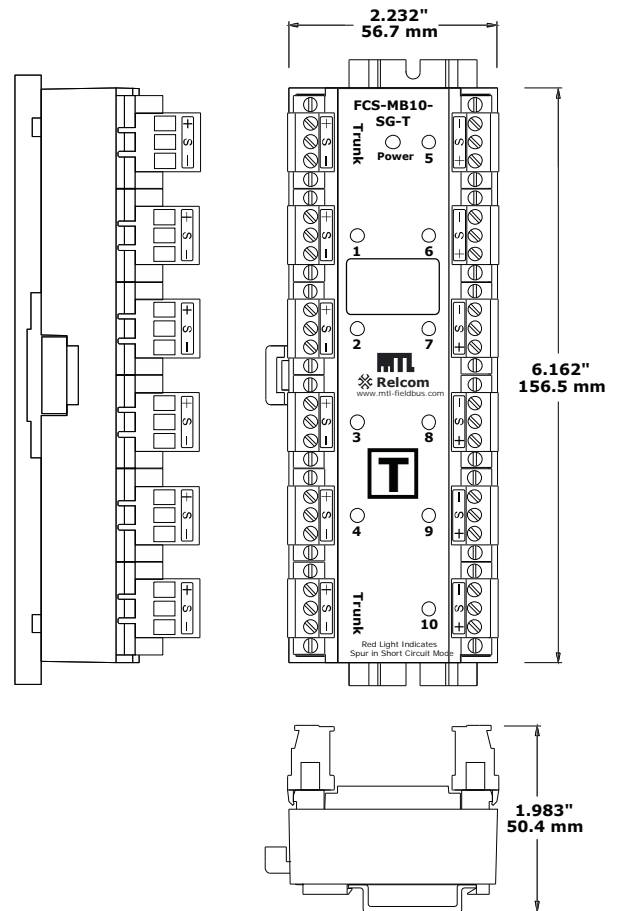 2.232"
56.7 mm
FCS-MB10-
SG-T
Trunk
Power
5
+ S -
- S +
1
6
+ S -
- S +
2
7
+ S -
- S +
MTL
Relcom
www.mtl-fieldbus.com
3
8
+ S -
- S +
T
4
9
+ S -
- S +
Trunk
10
+ S -
- S +
Red Light Indicates
Spur in Short Circuit Mode
+ S -
+ S -
+ S -
+ S -
+ S -
+ S -
6.162"
156.5 mm
1.983"
50.4 mm